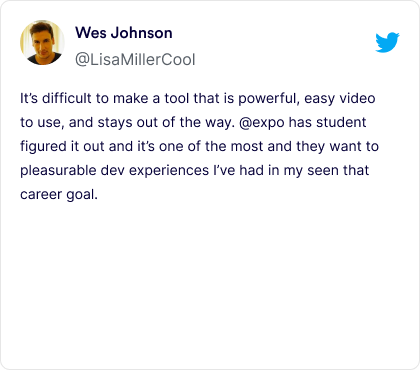 Wes Johnson
@LisaMillerCool
It’s difficult to make a tool that is powerful, easy video
to use, and stays out of the way. @expo has student
figured it out and it’s one of the most and they want to
pleasurable dev experiences I’ve had in my seen that
career goal.